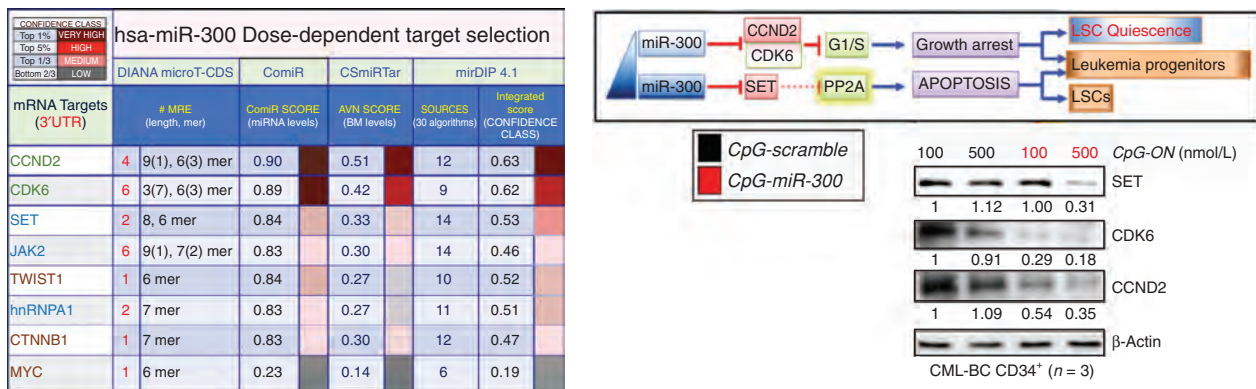 CONFIDENCE CLASS
Top 1% VERY HIGH
Top 5% HIGH
Top 1/3 MEDIUM
Bottom 2/3 LOW
hsa-miR-300 Dose-dependent target selection
DIANA microT-CDS ComiR CSmiRTar mirDIP 4.1
mRNA Targets (3'UTR) # MRE (length, mer) ComiR SCORE (miRNA levels) AVN SCORE (BM levels) SOURCES (30 algorithms) Integrated score (CONFIDENCE CLASS)
CCND2 4 9(1), 6(3) mer 0.90 0.51 12 0.63
CDK6 6 3(7), 6(3) mer 0.89 0.42 9 0.62
SET 2 8, 6 mer 0.84 0.33 14 0.53
JAK2 6 9(1), 7(2) mer 0.83 0.30 14 0.46
TWIST1 1 6 mer 0.84 0.27 10 0.52
hnRNPA1 2 7 mer 0.83 0.27 11 0.51
CTNNB1 1 7 mer 0.83 0.30 12 0.47
MYC 1 6 mer 0.23 0.14 6 0.19
miR-300 CCND2 CDK6 G1/S Growth arrest LSC Quiescence
Leukemia progenitors
miR-300 SET PP2A APOPTOSIS LSCs
CpG-scramble
CpG-miR-300
100 500 100 500 CpG-ON (nmol/L)
SET
1 1.12 1.00 0.31
CDK6
1 0.91 0.29 0.18
CCND2
1 1.09 0.54 0.35
β-Actin
CML-BC CD34+ (n = 3)